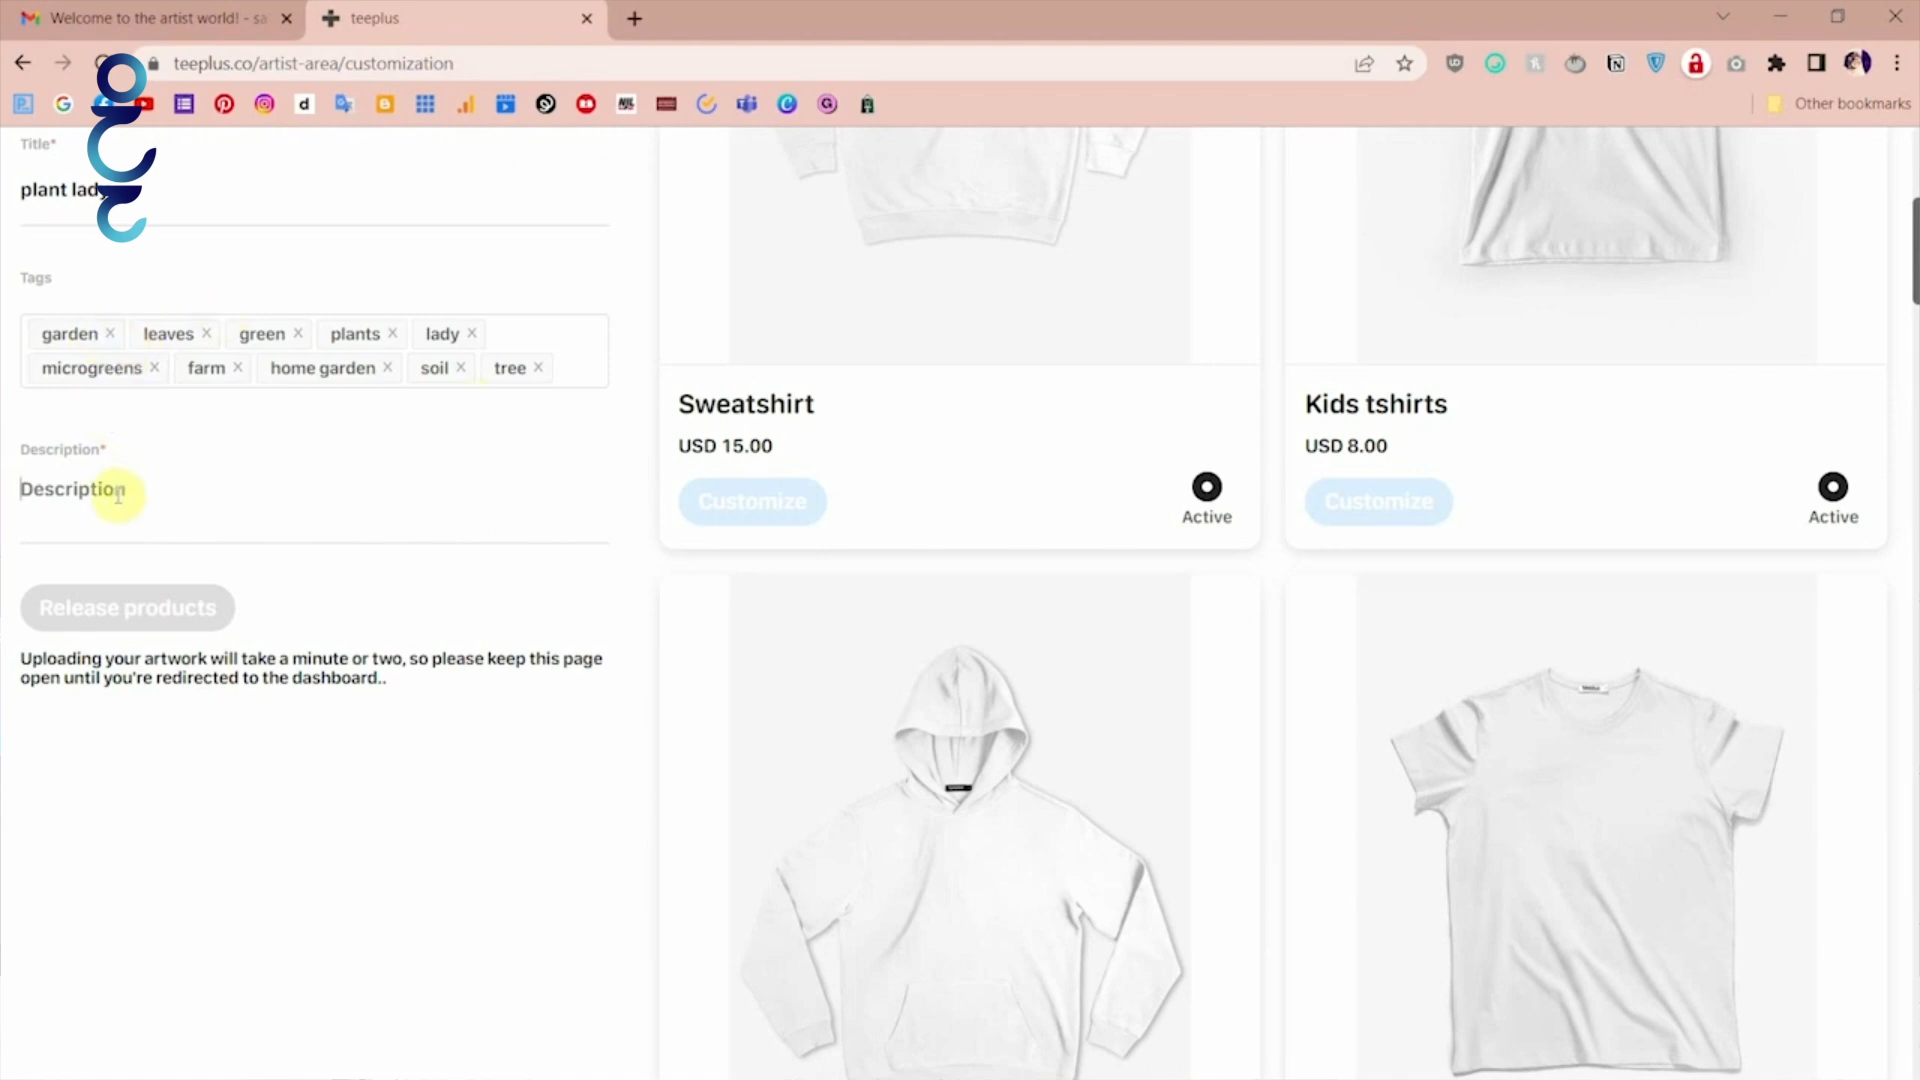 Welcome to the artist world! - sa
teeplus
teeplus.co/artist-area/customization
Other bookmarks
Title*
plant lady
Tags
garden × leaves × green × plants × lady ×
microgreens × farm × home garden × soil × tree ×
Description*
Description
Release products
Uploading your artwork will take a minute or two, so please keep this page
open until you're redirected to the dashboard..
Sweatshirt
USD 15.00
Customize
Active
Kids tshirts
USD 8.00
Customize
Active